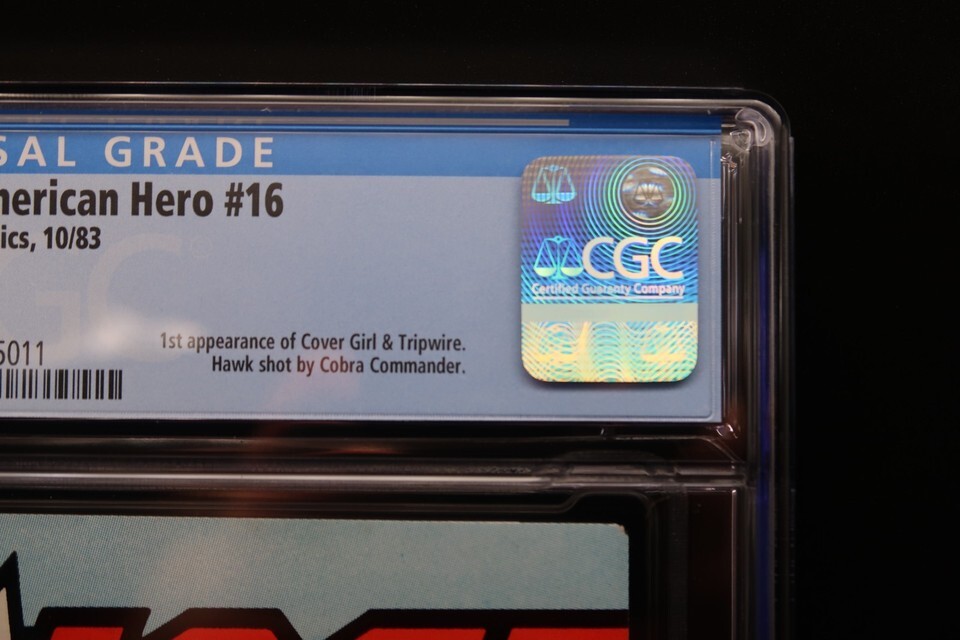 SAL GRADE
merican Hero #16
ics, 10/83
5011
1st appearance of Cover Girl & Tripwire.
Hawk shot by Cobra Commander.
CGC
Certified Guaranty Company